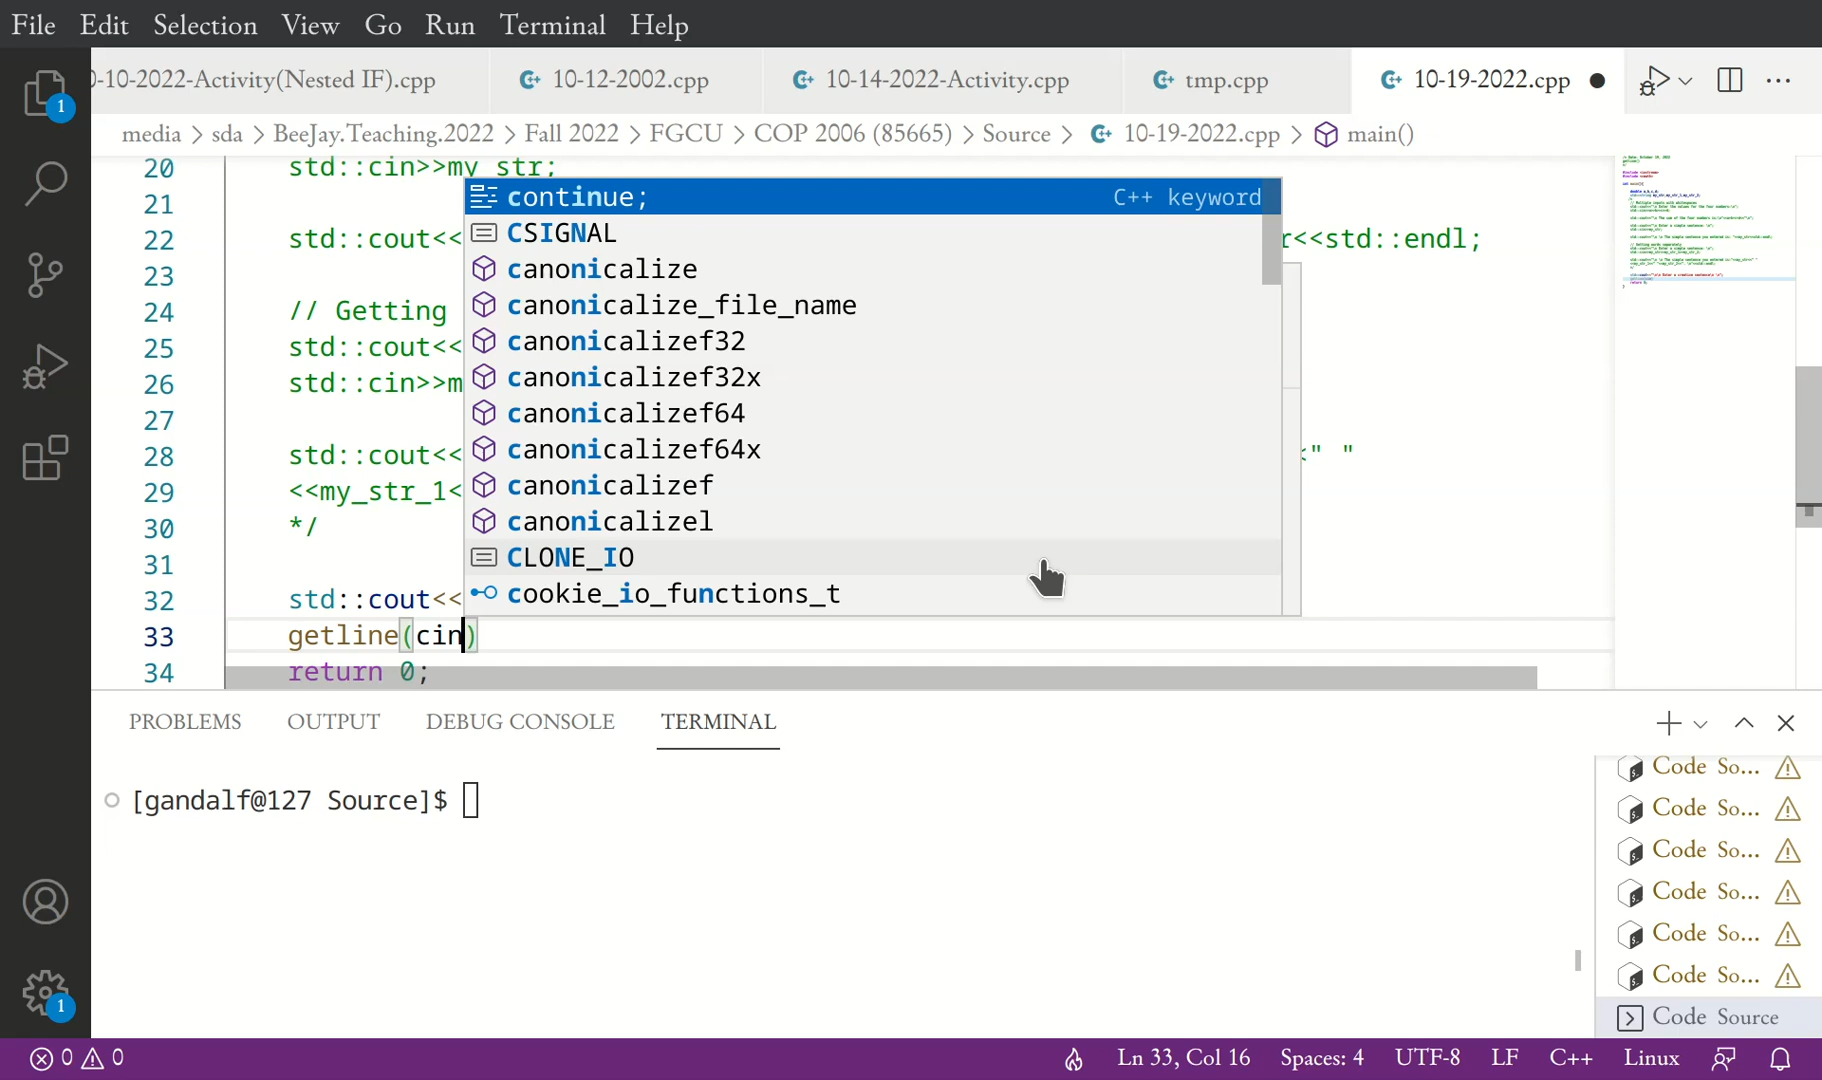 File Edit Selection View Go Run Terminal Help
0-10-2022-Activity(Nested IF).cpp 10-12-2002.cpp 10-14-2022-Activity.cpp tmp.cpp 10-19-2022.cpp
1
media > sda > BeeJay.Teaching.2022 > Fall 2022 > FGCU > COP 2006 (85665) > Source > 10-19-2022.cpp > main()
20 std::cin>>my_str;
continue; C++ keyword
21
CSIGNAL
22 std::cout<< r<<std::endl;
canonicalize
23
canonicalize_file_name
24 // Getting
canonicalizef32
25 std::cout<<
canonicalizef32x
26 std::cin>>m
canonicalizef64
27
canonicalizef64x
28 std::cout<< <" "
canonicalizef
29 <<my_str_1<
canonicalizel
30 */
CLONE_IO
31
cookie_io_functions_t
32 std::cout<<
33 getline(cin)
34 return 0;
PROBLEMS OUTPUT DEBUG CONSOLE TERMINAL
[gandalf@127 Source]$
Code So...
Code So...
Code So...
Code So...
Code So...
Code So...
Code Source
1
0 0 Ln 33, Col 16 Spaces: 4 UTF-8 LF C++ Linux